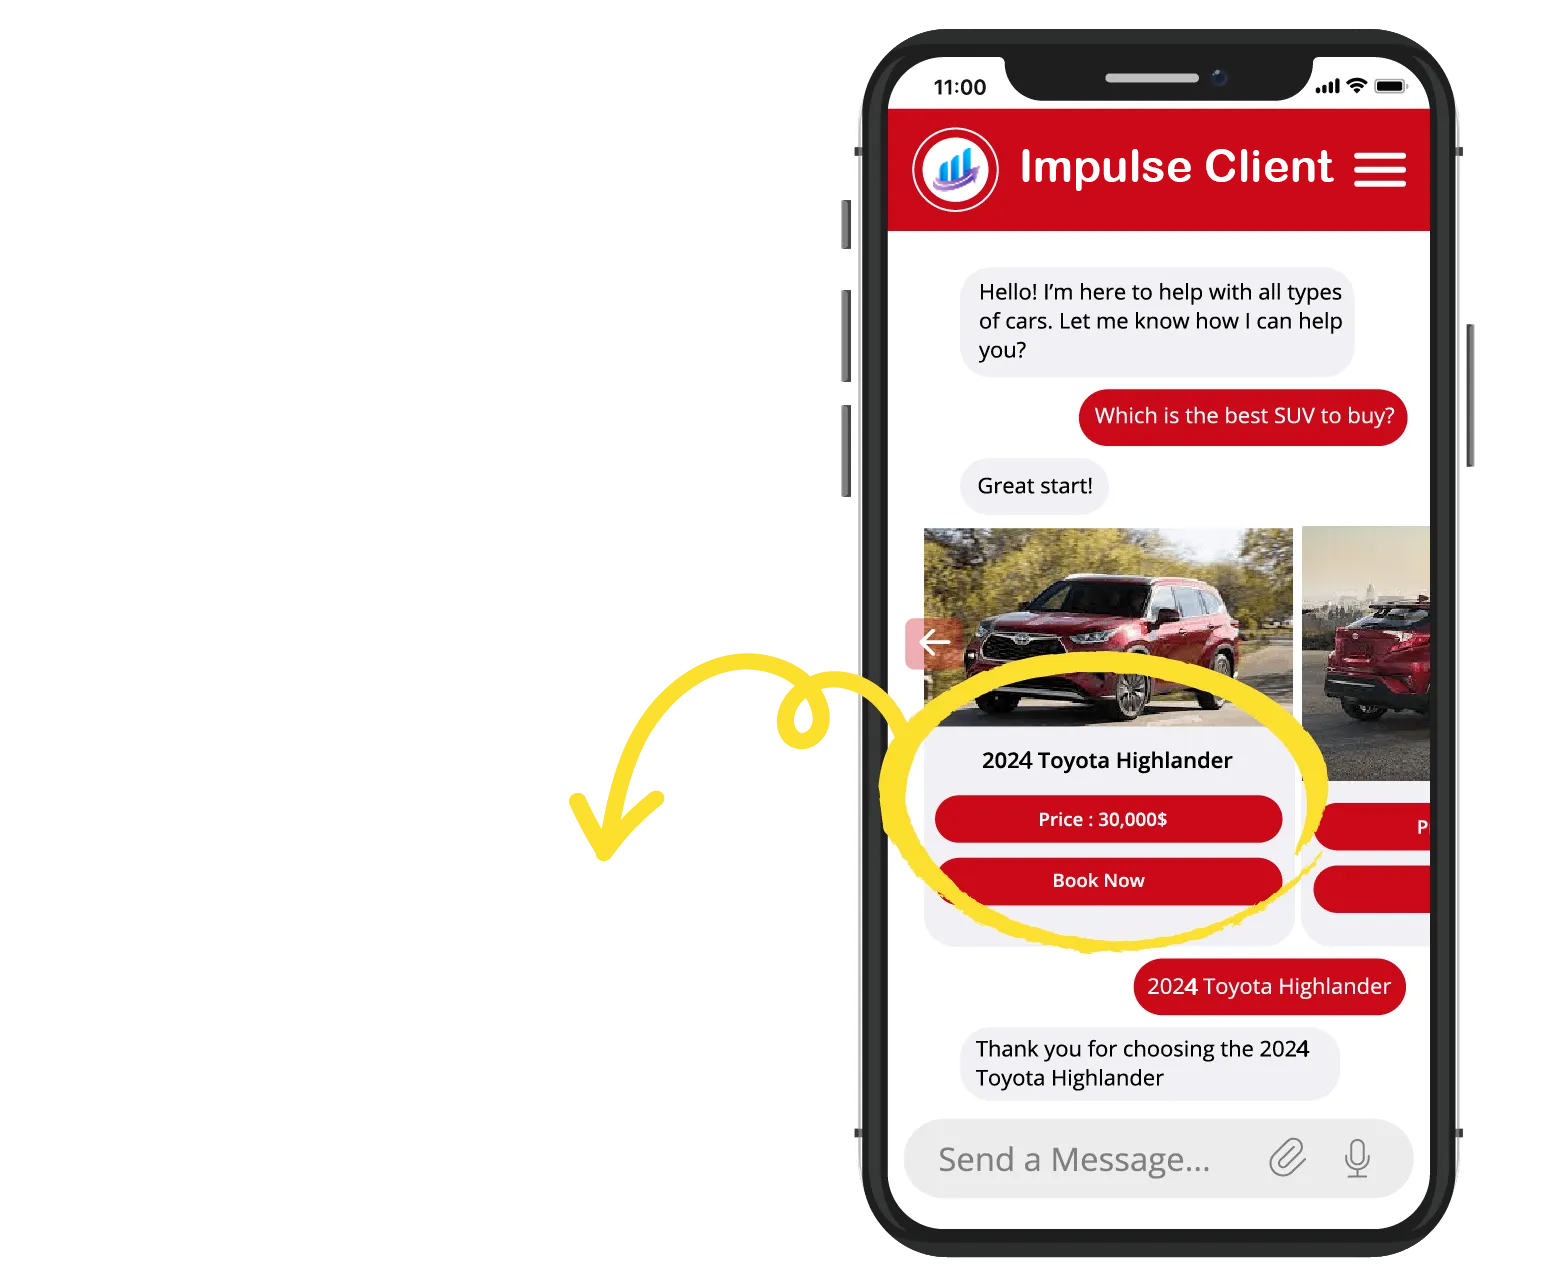 11:00
Impulse Client
Hello! I’m here to help with all types
of cars. Let me know how I can help
you?
Which is the best SUV to buy?
Great start!
2024 Toyota Highlander
Price : 30,000$
Book Now
2024 Toyota Highlander
Thank you for choosing the 2024
Toyota Highlander
Send a Message...